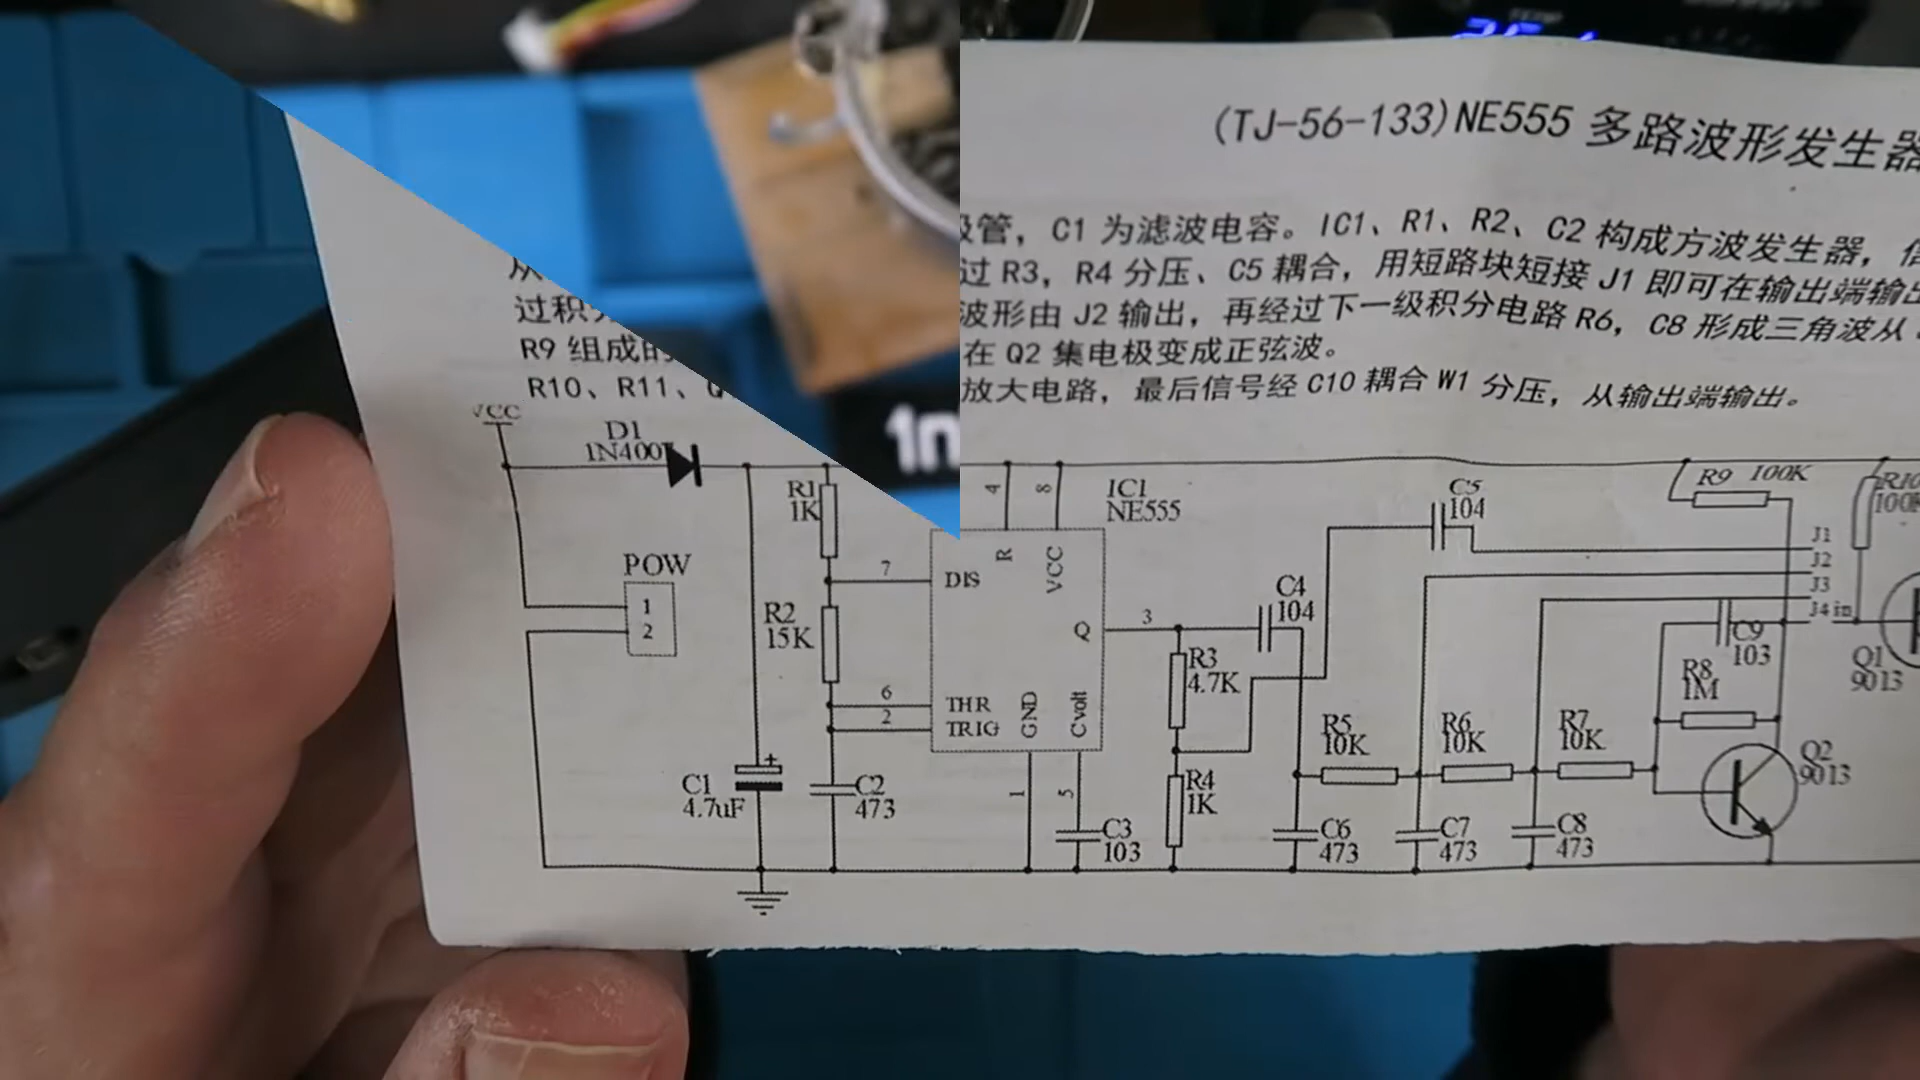 (TJ-56-133)NE555 多路波形发生器
管，C1 为滤波电容。IC1、R1、R2、C2 构成方波发生器，
过 R3，R4 分压、C5 耦合，用短路块短接 J1 即可在输出端输出
过积
波形由 J2 输出，再经过下一级积分电路 R6，C8 形成三角波从
R9 组成的
在 Q2 集电极变成正弦波。
R10、R11、
放大电路，最后信号经 C10 耦合 W1 分压，从输出端输出。
VCC
D1
1N4007
POW
1
2
R1
1K
R2
15K
C1
4.7uF
+
C2
473
7
6
2
DIS
THR
TRIG
R
VCC
Q
GND
Cvolt
4
8
3
1
5
IC1
NE555
C3
103
R3
4.7K
R4
1K
C4
104
C5
104
R5
10K
R6
10K
R7
10K
C6
473
C7
473
C8
473
R9 100K
J1
J2
J3
J4 in
C9
103
R8
1M
Q1
9013
Q2
9013
R10
1n